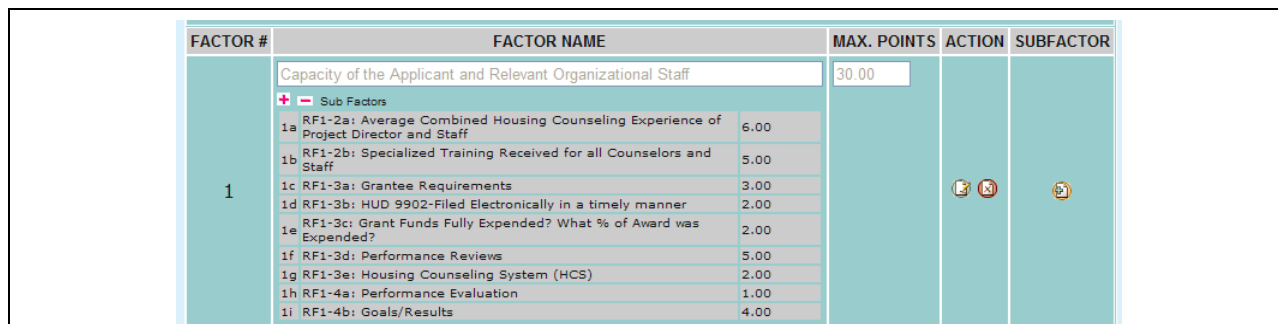 FACTOR # FACTOR NAME MAX. POINTS ACTION SUBFACTOR
Capacity of the Applicant and Relevant Organizational Staff 30.00
Sub Factors
1a RF1-2a: Average Combined Housing Counseling Experience of Project Director and Staff 6.00
1b RF1-2b: Specialized Training Received for all Counselors and Staff 5.00
1c RF1-3a: Grantee Requirements 3.00
1d RF1-3b: HUD 9902-Filed Electronically in a timely manner 2.00
1e RF1-3c: Grant Funds Fully Expended? What % of Award was Expended? 2.00
1f RF1-3d: Performance Reviews 5.00
1g RF1-3e: Housing Counseling System (HCS) 2.00
1h RF1-4a: Performance Evaluation 1.00
1i RF1-4b: Goals/Results 4.00
1